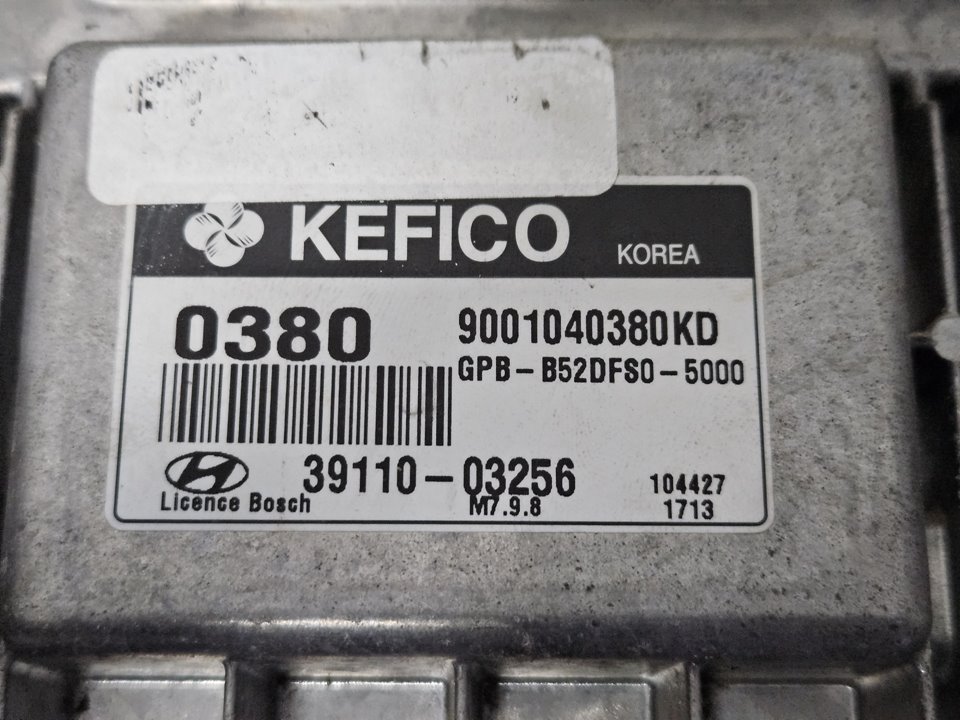 KEFICO KOREA
0380 9001040380KD
GPB-B52DFS0-5000
39110-03256 104427
Licence Bosch M7.9.8 1713